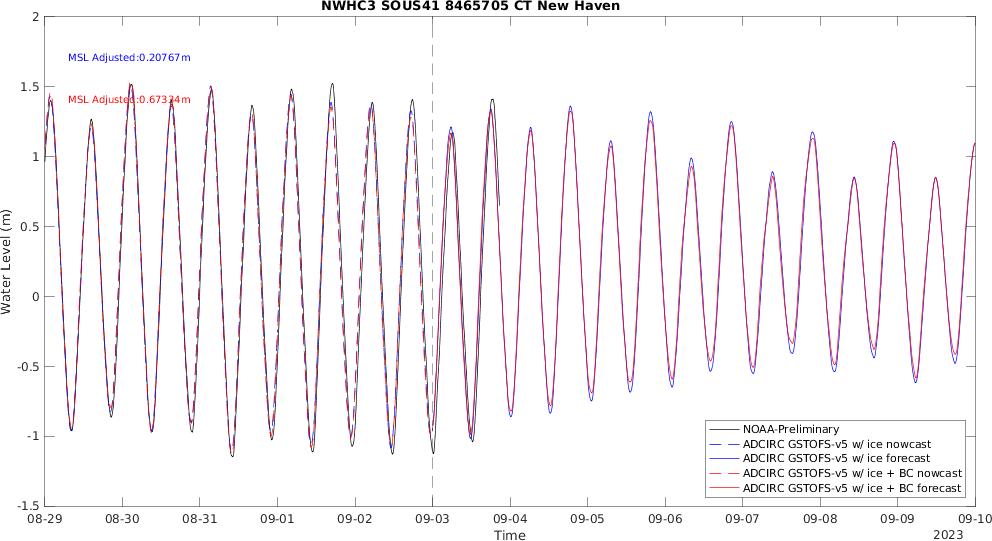 NWHC3 SOUS41 8465705 CT New Haven
2
1.5
1
0.5
0
-0.5
-1
-1.5
Water Level (m)
MSL Adjusted:0.20767m
MSL Adjusted:0.67334m
NOAA-Preliminary
ADCIRC GSTOFS-v5 w/ ice nowcast
ADCIRC GSTOFS-v5 w/ ice forecast
ADCIRC GSTOFS-v5 w/ ice + BC nowcast
ADCIRC GSTOFS-v5 w/ ice + BC forecast
08-29 08-30 08-31 09-01 09-02 09-03 09-04 09-05 09-06 09-07 09-08 09-09 09-10
Time
2023